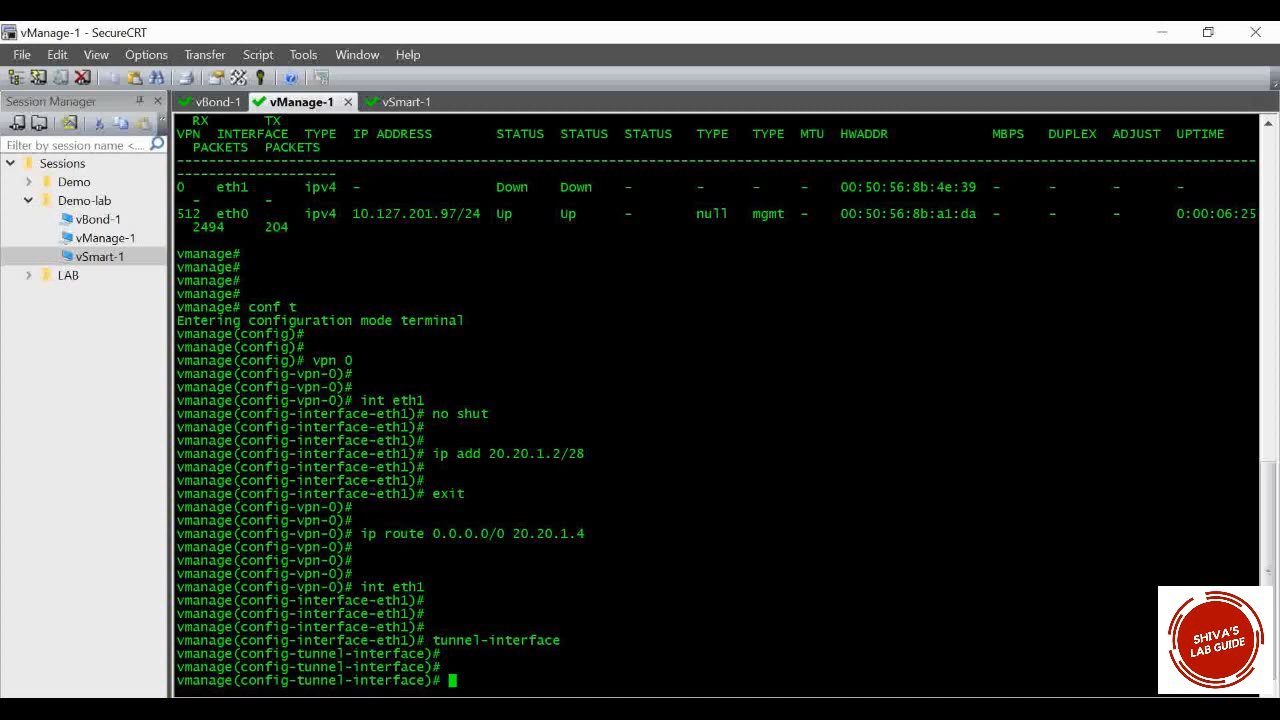 vManage-1 - SecureCRT
File Edit View Options Transfer Script Tools Window Help
Session Manager
vBond-1 vManage-1 vSmart-1
Filter by session name <...
Sessions
Demo
Demo-lab
vBond-1
vManage-1
vSmart-1
LAB
RX TX
VPN INTERFACE TYPE IP ADDRESS STATUS STATUS STATUS TYPE TYPE MTU HWADDR MBPS DUPLEX ADJUST UPTIME
PACKETS PACKETS
--------------------------------------------------------------------------------------------------------------------------------------
--------------------
0 eth1 ipv4 - Down Down - - - - 00:50:56:8b:4e:39 - - - -
- -
512 eth0 ipv4 10.127.201.97/24 Up Up - null mgmt - 00:50:56:8b:a1:da - - - 0:00:06:25
2494 204
vmanage#
vmanage#
vmanage#
vmanage#
vmanage# conf t
Entering configuration mode terminal
vmanage(config)#
vmanage(config)#
vmanage(config)# vpn 0
vmanage(config-vpn-0)#
vmanage(config-vpn-0)#
vmanage(config-vpn-0)# int eth1
vmanage(config-interface-eth1)# no shut
vmanage(config-interface-eth1)#
vmanage(config-interface-eth1)#
vmanage(config-interface-eth1)# ip add 20.20.1.2/28
vmanage(config-interface-eth1)#
vmanage(config-interface-eth1)#
vmanage(config-interface-eth1)# exit
vmanage(config-vpn-0)#
vmanage(config-vpn-0)#
vmanage(config-vpn-0)# ip route 0.0.0.0/0 20.20.1.4
vmanage(config-vpn-0)#
vmanage(config-vpn-0)#
vmanage(config-vpn-0)#
vmanage(config-vpn-0)# int eth1
vmanage(config-interface-eth1)#
vmanage(config-interface-eth1)#
vmanage(config-interface-eth1)#
vmanage(config-interface-eth1)# tunnel-interface
vmanage(config-tunnel-interface)#
vmanage(config-tunnel-interface)#
vmanage(config-tunnel-interface)#
SHIVA'S
LAB GUIDE